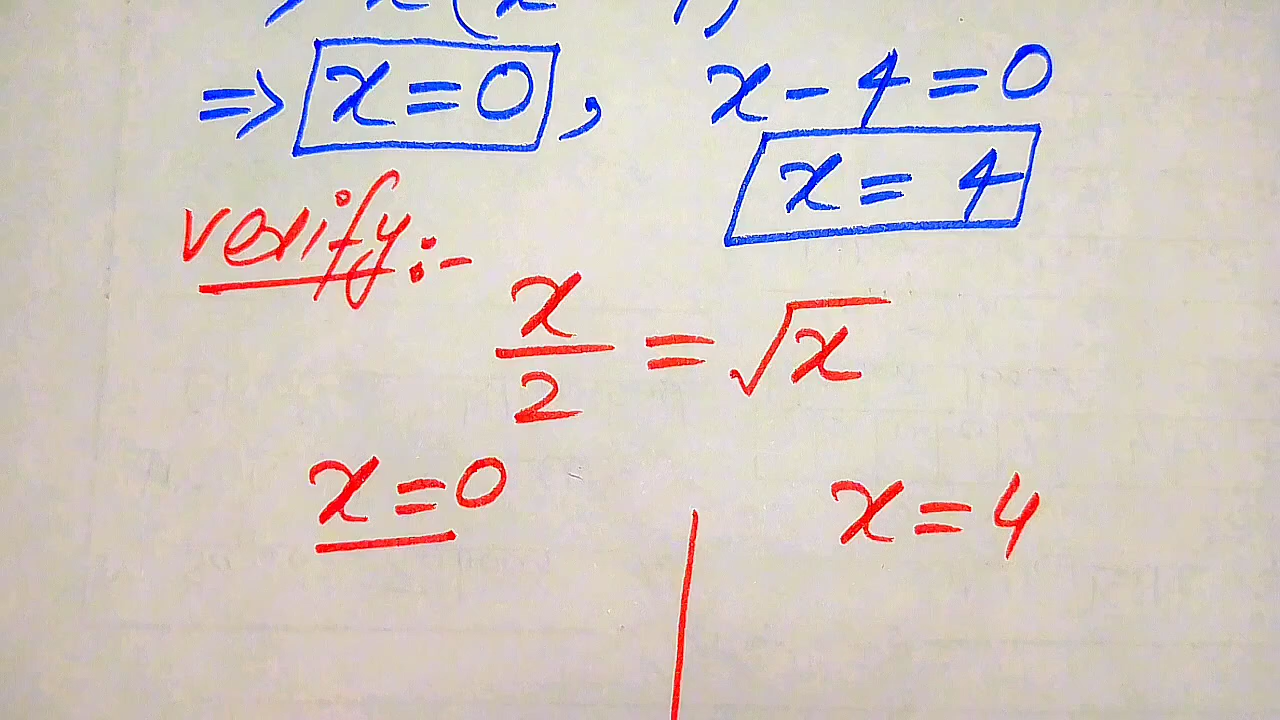 ⇒ x = 0 , x - 4 = 0
x = 4
verify :-
x/2 = √x
x = 0
x = 4